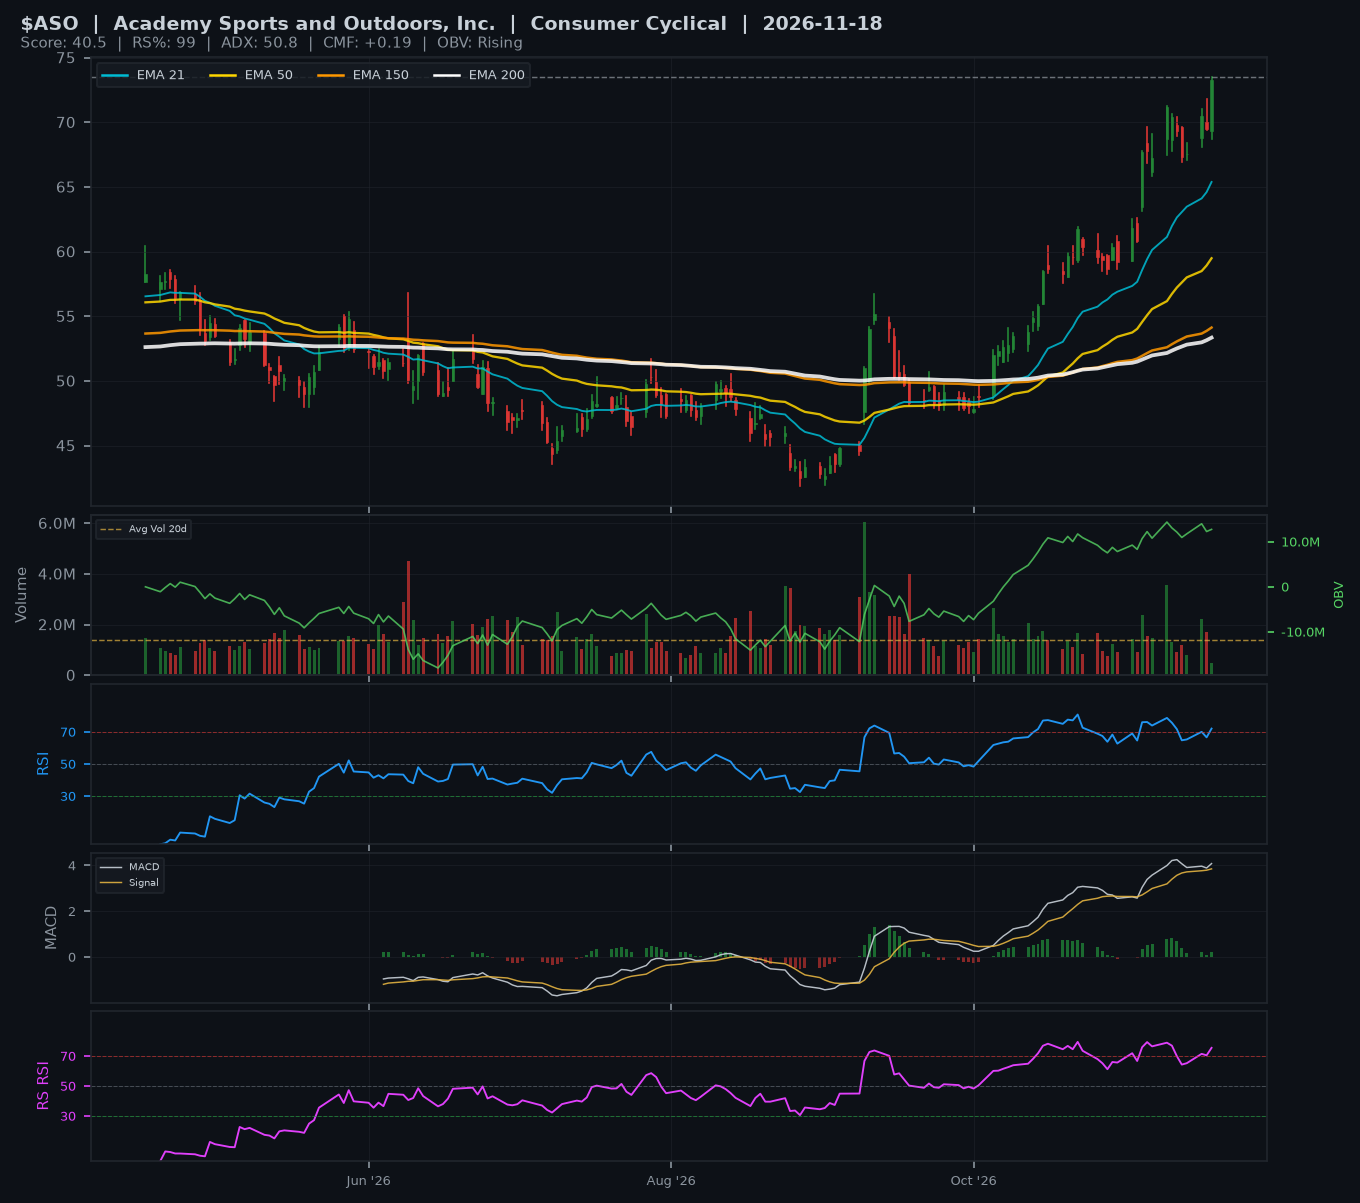 $ASO | Academy Sports and Outdoors, Inc. | Consumer Cyclical | 2026-11-18
Score: 40.5 | RS%: 99 | ADX: 50.8 | CMF: +0.19 | OBV: Rising
EMA 21 EMA 50 EMA 150 EMA 200
75
70
65
60
55
50
45
Avg Vol 20d
Volume
6.0M
4.0M
2.0M
0
10.0M
0
-10.0M
OBV
RSI
70
50
30
MACD
Signal
MACD
4
2
0
RS RSI
70
50
30
Jun '26 Aug '26 Oct '26